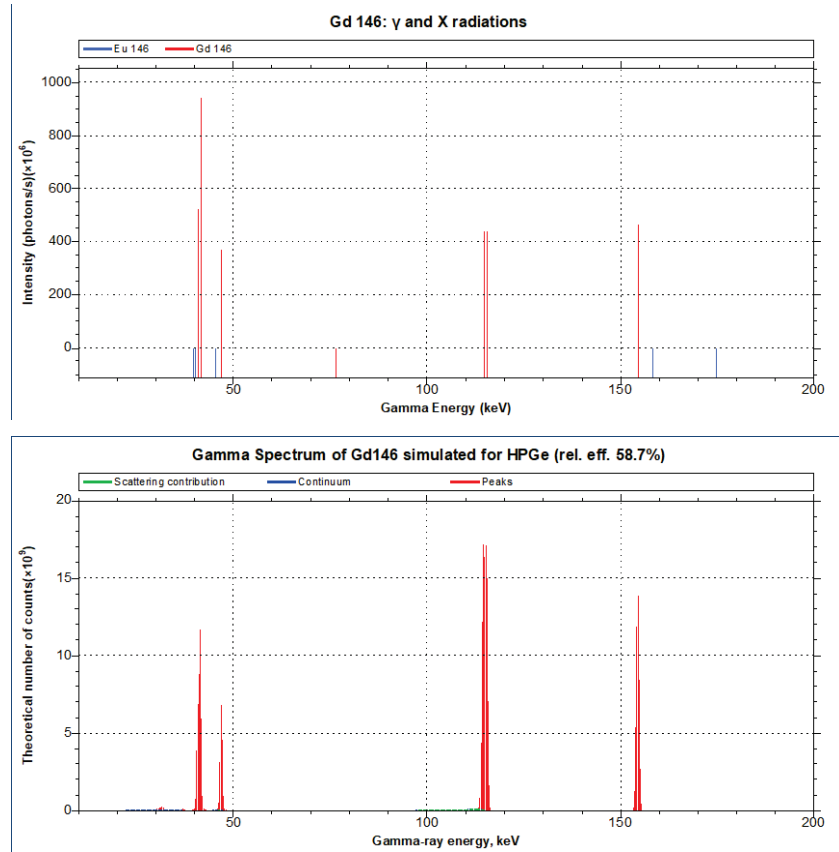 Gd 146: γ and X radiations
Eu 146 Gd 146
Intensity (photons/s)(×10⁶)
1000
800
600
400
200
0
50 100 150 200
Gamma Energy (keV)
Gamma Spectrum of Gd146 simulated for HPGe (rel. eff. 58.7%)
Scattering contribution Continuum Peaks
Theoretical number of counts(×10⁹)
20
15
10
5
0
50 100 150 200
Gamma-ray energy, keV